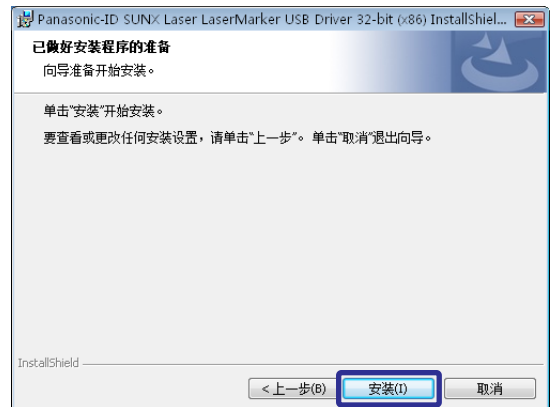 Panasonic-ID SUNX Laser LaserMarker USB Driver 32-bit (x86) InstallShiel...
已做好安装程序的准备
向导准备开始安装。
单击“安装”开始安装。
要查看或更改任何安装设置，请单击“上一步”。 单击“取消”退出向导。
InstallShield
<上一步(B)
安装(I)
取消